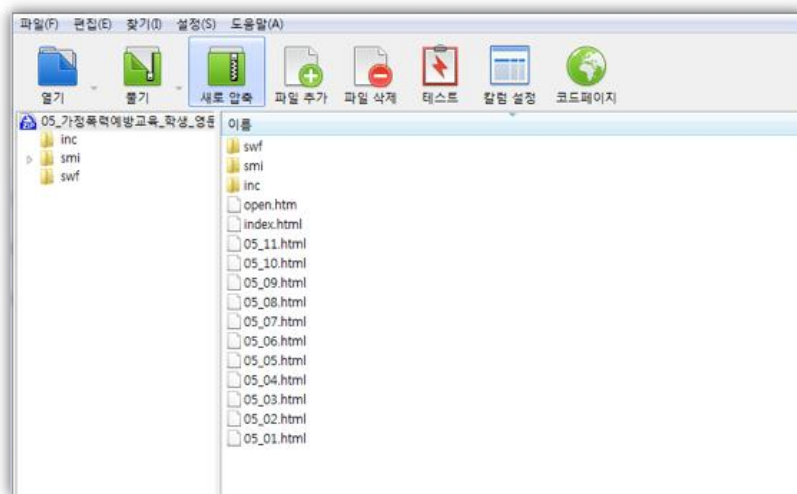 파일(F) 편집(E) 찾기(I) 설정(S) 도움말(A)
열기 풀기 새로 압축 파일 추가 파일 삭제 테스트 칼럼 설정 코드페이지
05_가정폭력예방교육_학생_영문
inc
smi
swf
이름
swf
smi
inc
open.htm
index.html
05_11.html
05_10.html
05_09.html
05_08.html
05_07.html
05_06.html
05_05.html
05_04.html
05_03.html
05_02.html
05_01.html